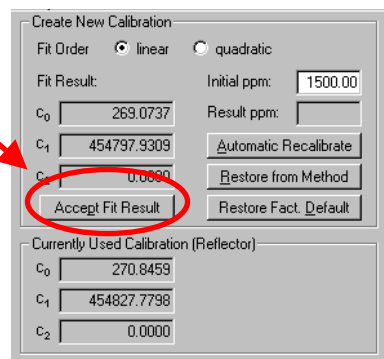 Create New Calibration
Fit Order linear quadratic
Fit Result: Initial ppm: 1500.00
c0 269.0737 Result ppm:
c1 454797.9309 Automatic Recalibrate
c2 0.0000 Restore from Method
Accept Fit Result Restore Fact. Default
Currently Used Calibration (Reflector)
c0 270.8459
c1 454827.7798
c2 0.0000